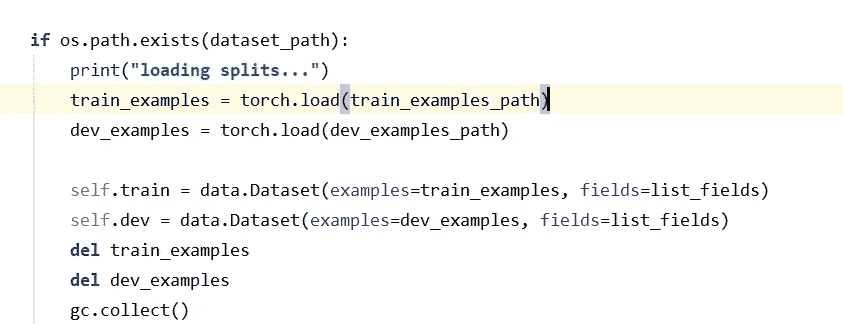 if os.path.exists(dataset_path):
print("loading splits...")
train_examples = torch.load(train_examples_path)
dev_examples = torch.load(dev_examples_path)
self.train = data.Dataset(examples=train_examples, fields=list_fields)
self.dev = data.Dataset(examples=dev_examples, fields=list_fields)
del train_examples
del dev_examples
gc.collect()